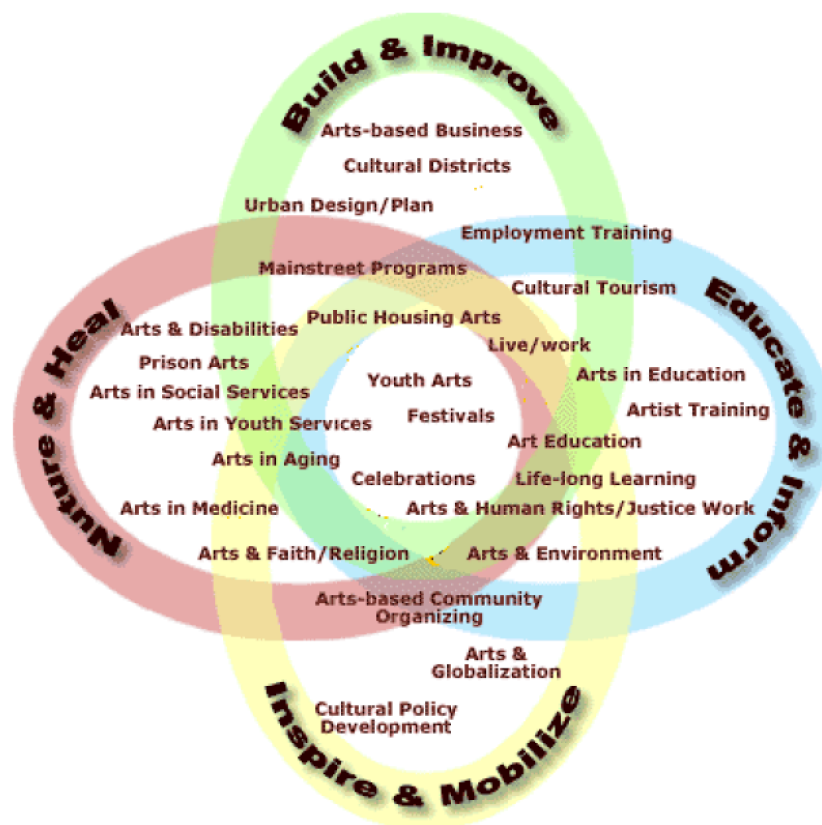 Build & Improve
Arts-based Business
Cultural Districts
Urban Design/Plan
Employment Training
Mainstreet Programs
Cultural Tourism
Educate & Inform
Nuture & Heal
Public Housing Arts
Arts & Disabilities
Live/work
Prison Arts
Youth Arts
Arts in Education
Arts in Social Services
Festivals
Artist Training
Arts in Youth Services
Art Education
Arts in Aging
Celebrations
Life-long Learning
Arts in Medicine
Arts & Human Rights/Justice Work
Arts & Faith/Religion
Arts & Environment
Arts-based Community
Organizing
Arts &
Globalization
Cultural Policy
Development
Inspire & Mobilize